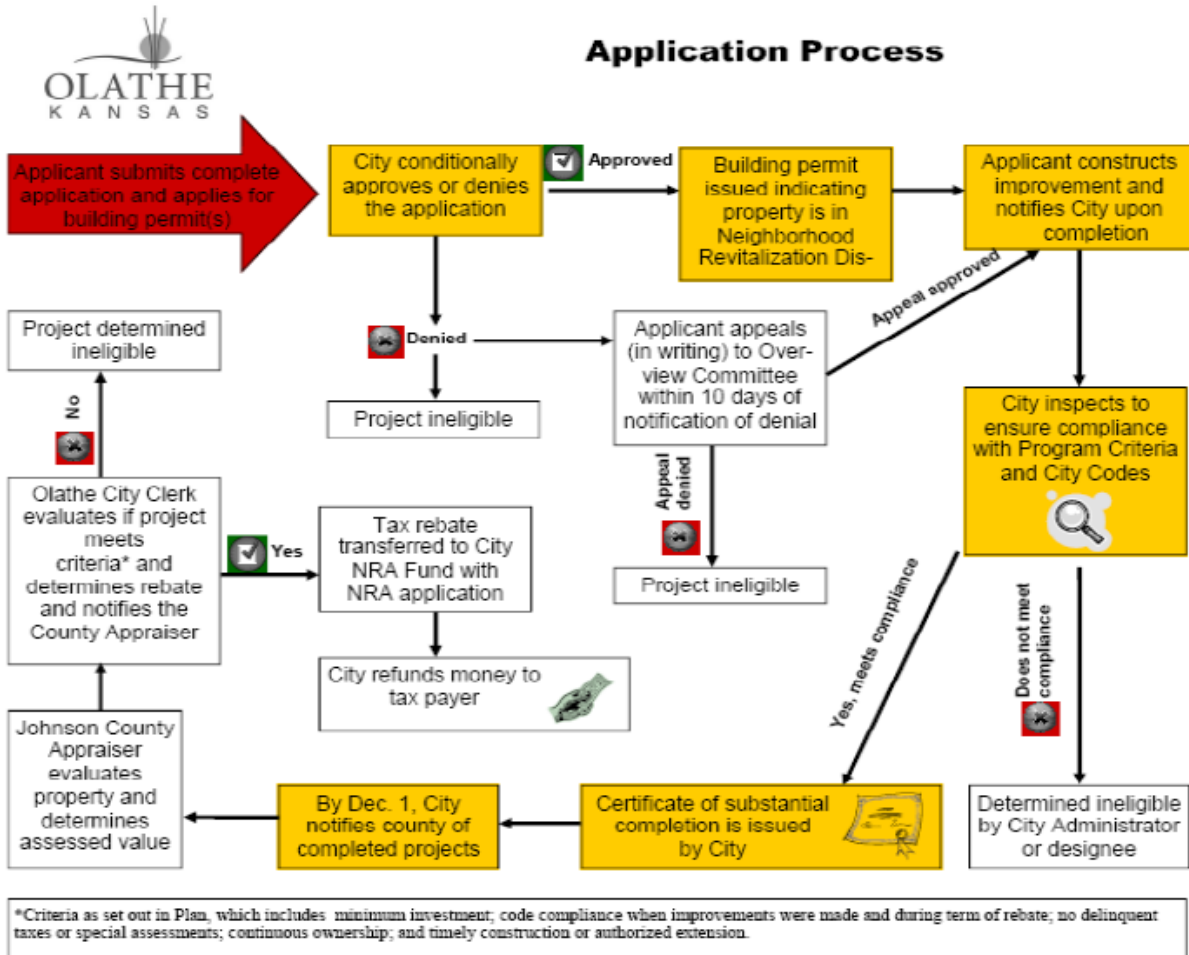 OLATHE
KANSAS
Application Process
Applicant submits complete
application and applies for
building permit(s)
City conditionally
approves or denies
the application
Approved
Building permit
issued indicating
property is in
Neighborhood
Revitalization Dis-
Applicant constructs
improvement and
notifies City upon
completion
Appeal approved
Project determined
ineligible
Denied
Applicant appeals
(in writing) to Over-
view Committee
within 10 days of
notification of denial
Project ineligible
No
City inspects to
ensure compliance
with Program Criteria
and City Codes
Appeal
denied
Olathe City Clerk
evaluates if project
meets
criteria* and
determines rebate
and notifies the
County Appraiser
Yes
Tax rebate
transferred to City
NRA Fund with
NRA application
Project ineligible
City refunds money to
tax payer
Yes, meets compliance
Does not meet
compliance
Johnson County
Appraiser
evaluates
property and
determines
assessed value
By Dec. 1, City
notifies county of
completed projects
Certificate of substantial
completion is issued
by City
Determined ineligible
by City Administrator
or designee
*Criteria as set out in Plan, which includes minimum investment; code compliance when improvements were made and during term of rebate; no delinquent
taxes or special assessments; continuous ownership; and timely construction or authorized extension.